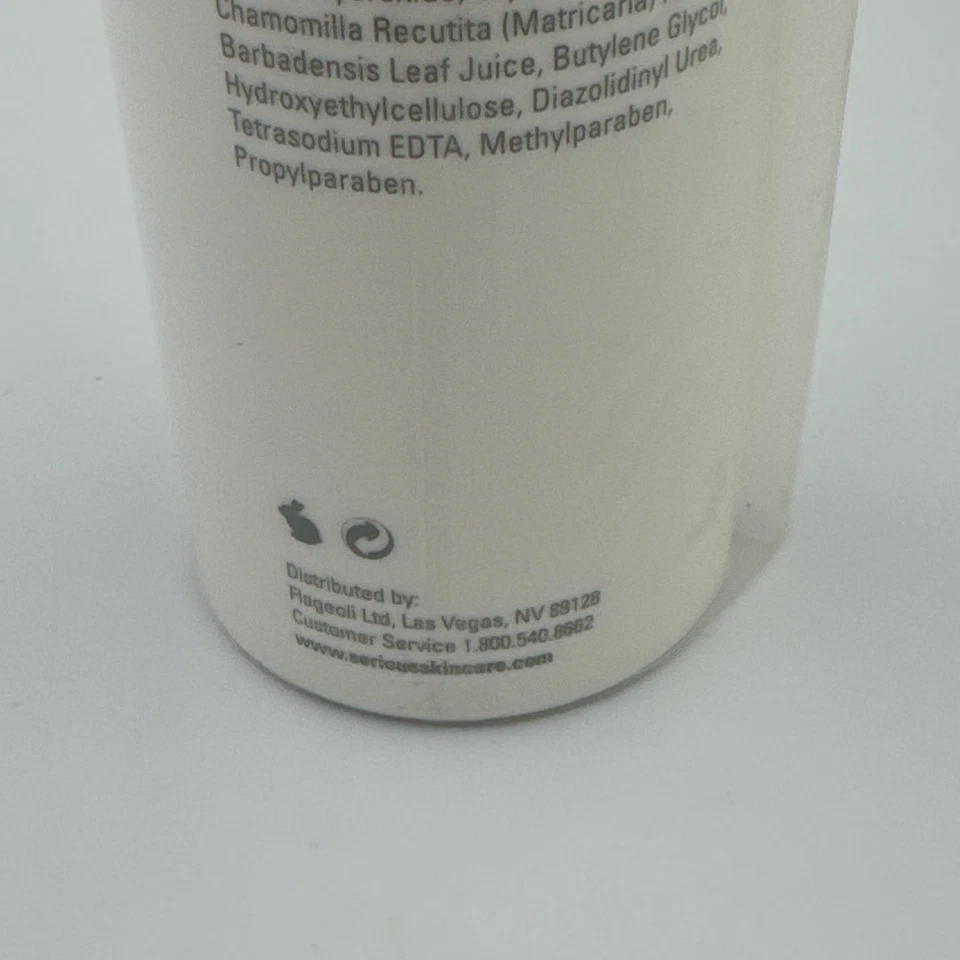 Chamomilla Recutita (Matricaria)
Barbadensis Leaf Juice, Butylene Glycol,
Hydroxyethylcellulose, Diazolidinyl Urea,
Tetrasodium EDTA, Methylparaben,
Propylparaben.
Distributed by:
Flageoli Ltd, Las Vegas, NV 89128
Customer Service 1.800.540.8662
www.seriousskincare.com